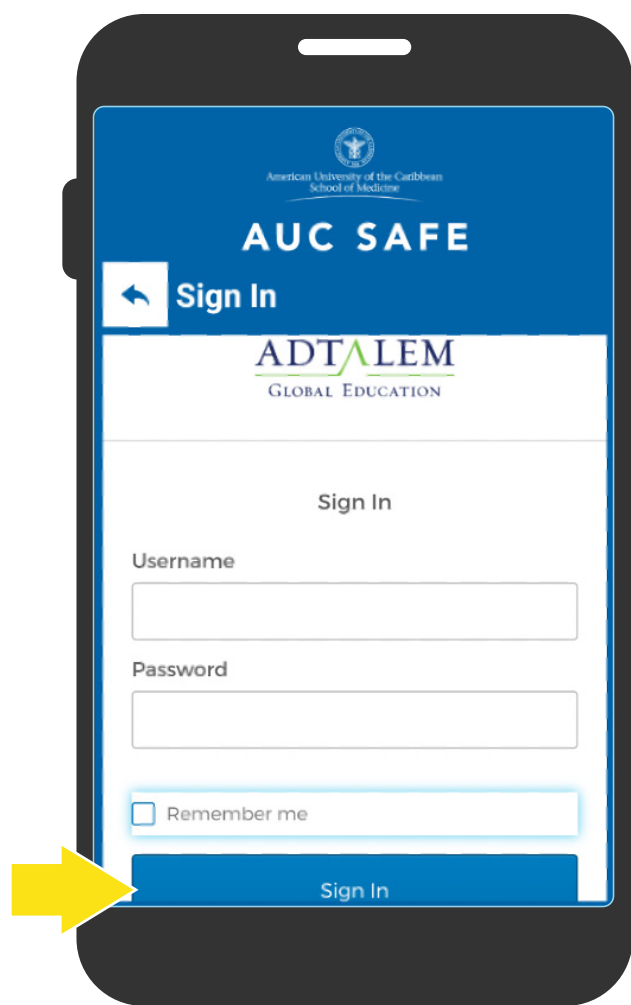 American University of the Caribbean
School of Medicine
AUC SAFE
Sign In
ADTALEM
GLOBAL EDUCATION
Sign In
Username
Password
Remember me
Sign In